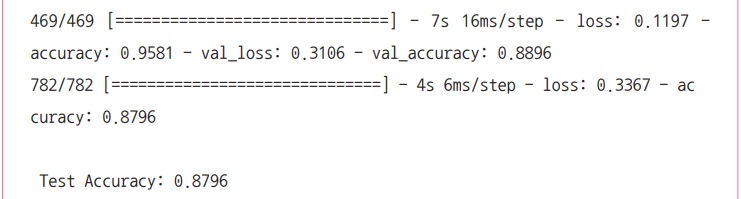 469/469 [==============================] - 7s 16ms/step - loss: 0.1197 -
accuracy: 0.9581 - val_loss: 0.3106 - val_accuracy: 0.8896
782/782 [==============================] - 4s 6ms/step - loss: 0.3367 - ac
curacy: 0.8796
Test Accuracy: 0.8796